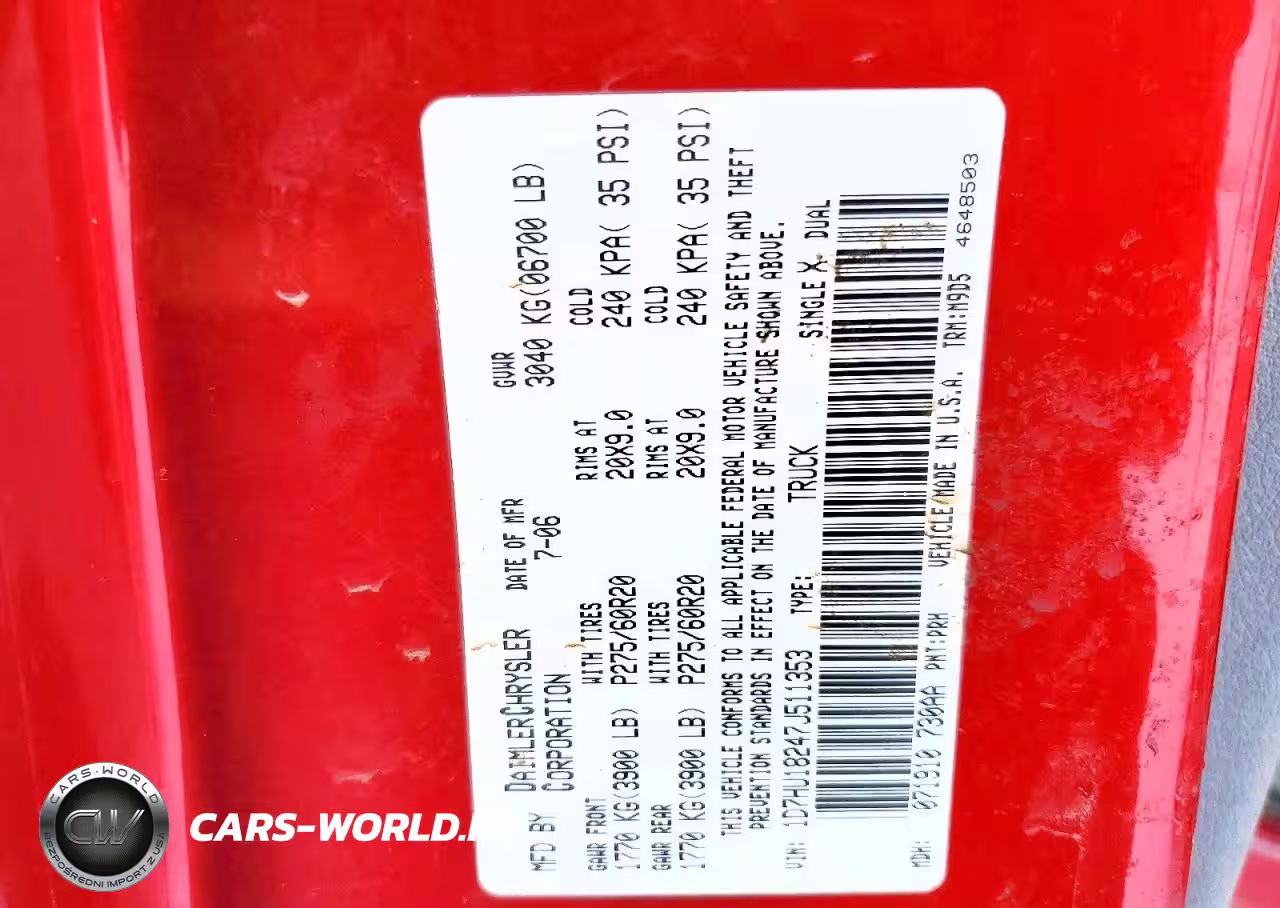 MFD BY DAIMLERCHRYSLER CORPORATION DATE OF MFR 7-06 GVWR 3040 KG(06700 LB)
GAWR FRONT WITH TIRES RIMS AT COLD
1770 KG(3900 LB) P275/60R20 20X9.0 240 KPA( 35 PSI)
GAWR REAR WITH TIRES RIMS AT COLD
1770 KG(3900 LB) P275/60R20 20X9.0 240 KPA( 35 PSI)
THIS VEHICLE CONFORMS TO ALL APPLICABLE FEDERAL MOTOR VEHICLE SAFETY AND THEFT
PREVENTION STANDARDS IN EFFECT ON THE DATE OF MANUFACTURE SHOWN ABOVE.
VIN: 1D7HU18247J511353 TYPE: TRUCK SINGLE X DUAL
MDH: 071910 730AA PNT:PRH VEHICLE MADE IN U.S.A. TRM:M9D5 4648503
CARS-WORLD
CW
BEZPOŚREDNI IMPORT Z USA
CARS-WORLD.